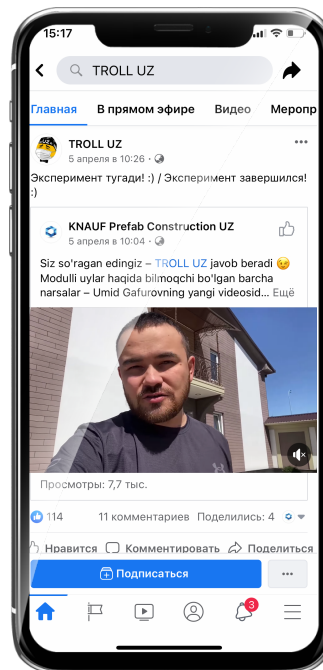 15:17
TROLL UZ
Главная В прямом эфире Видео Меропр
TROLL UZ
5 апреля в 10:26 ·
Эксперимент тугади! :) / Эксперимент завершился!
:)
KNAUF Prefab Construction UZ
5 апреля в 10:04 ·
Siz so'ragan edingiz – TROLL UZ javob beradi 😉
Modulli uylar haqida bilmoqchi bo'lgan barcha
narsalar – Umid Gafurovning yangi videosid... Ещё
Просмотры: 7,7 тыс.
114 11 комментариев Поделились: 4
Нравится Комментировать Поделиться
Подписаться
3